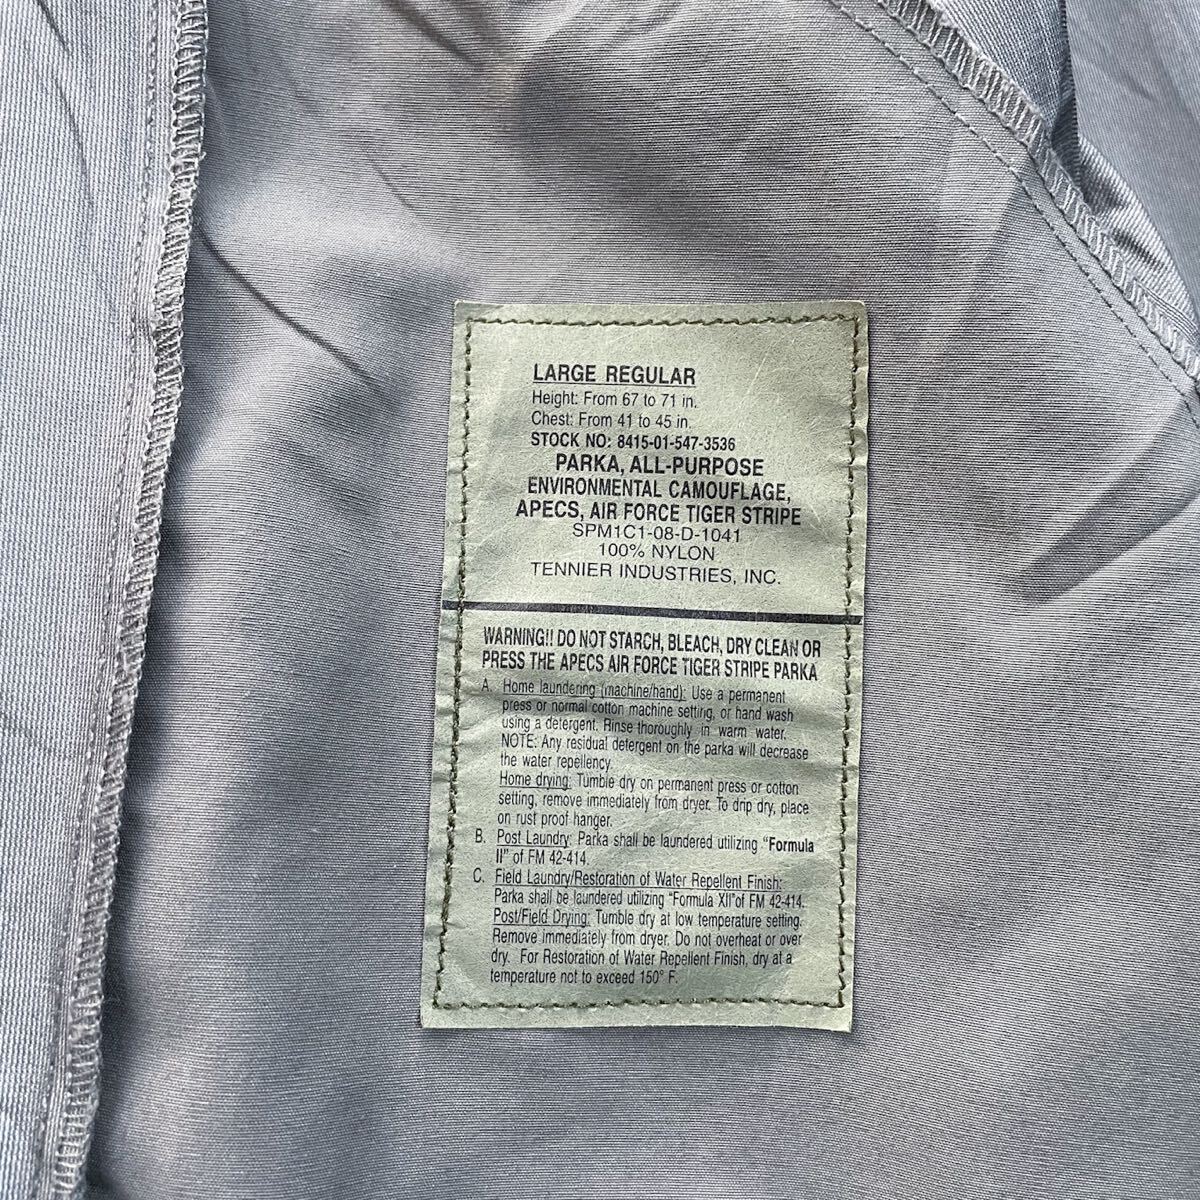 LARGE REGULAR
Height: From 67 to 71 in.
Chest: From 41 to 45 in.
STOCK NO: 8415-01-547-3536
PARKA, ALL-PURPOSE
ENVIRONMENTAL CAMOUFLAGE,
APECS, AIR FORCE TIGER STRIPE
SPM1C1-08-D-1041
100% NYLON
TENNIER INDUSTRIES, INC.
WARNING!! DO NOT STARCH, BLEACH, DRY CLEAN OR
PRESS THE APECS AIR FORCE TIGER STRIPE PARKA
A. Home laundering (machine/hand): Use a permanent
press or normal cotton machine setting, or hand wash
using a detergent. Rinse thoroughly in warm water.
NOTE: Any residual detergent on the parka will decrease
the water repellency.
Home drying: Tumble dry on permanent press or cotton
setting, remove immediately from dryer. To drip dry, place
on rust proof hanger.
B. Post Laundry: Parka shall be laundered utilizing "Formula
II" of FM 42-414.
C. Field Laundry/Restoration of Water Repellent Finish:
Parka shall be laundered utilizing "Formula XII"of FM 42-414.
Post/Field Drying: Tumble dry at low temperature setting.
Remove immediately from dryer. Do not overheat or over
dry. For Restoration of Water Repellent Finish, dry at a
temperature not to exceed 150° F.